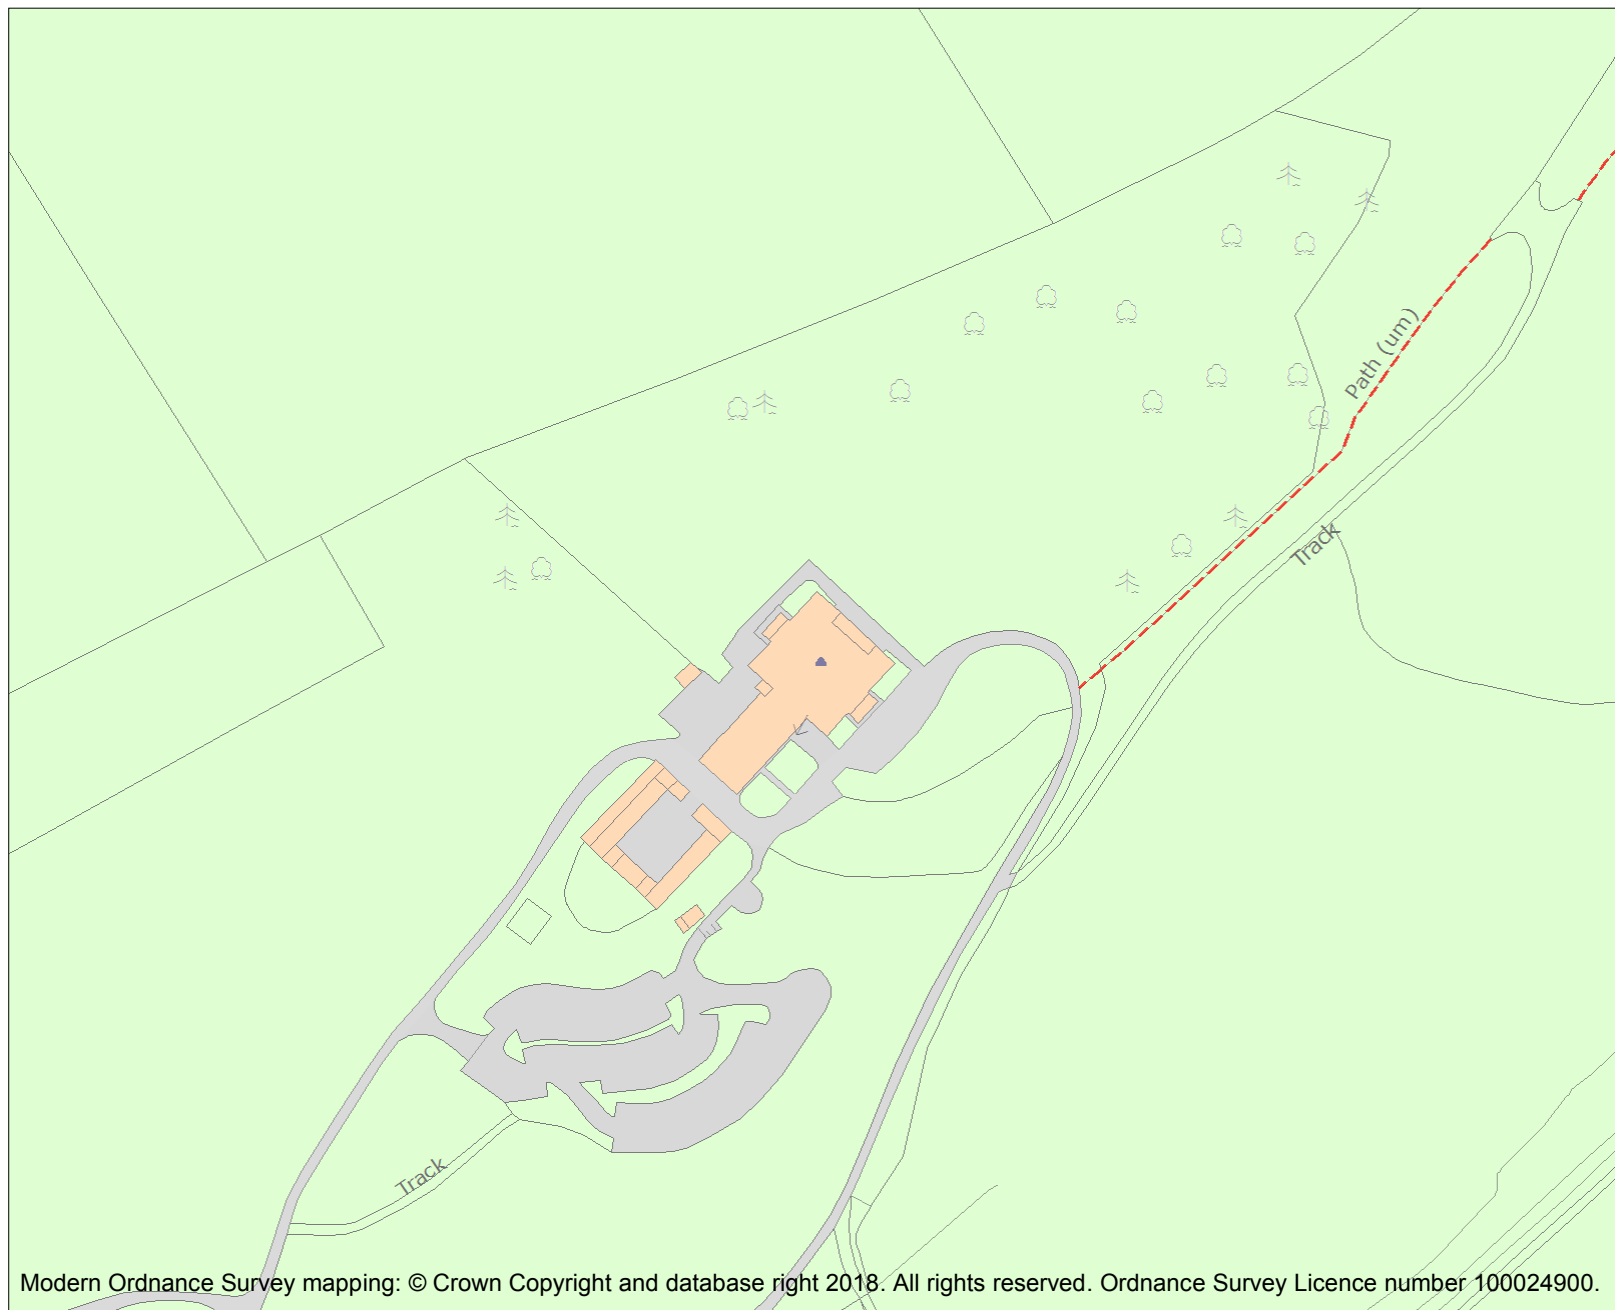 Path (um)
Track
Track
Modern Ordnance Survey mapping: © Crown Copyright and database right 2018. All rights reserved. Ordnance Survey Licence number 100024900.